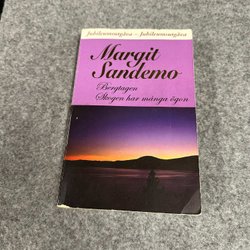 Jubileumsutgåva – Jubileumsutgåva
Margit
Sandemo
Bergtagen
Skogen har många ögon